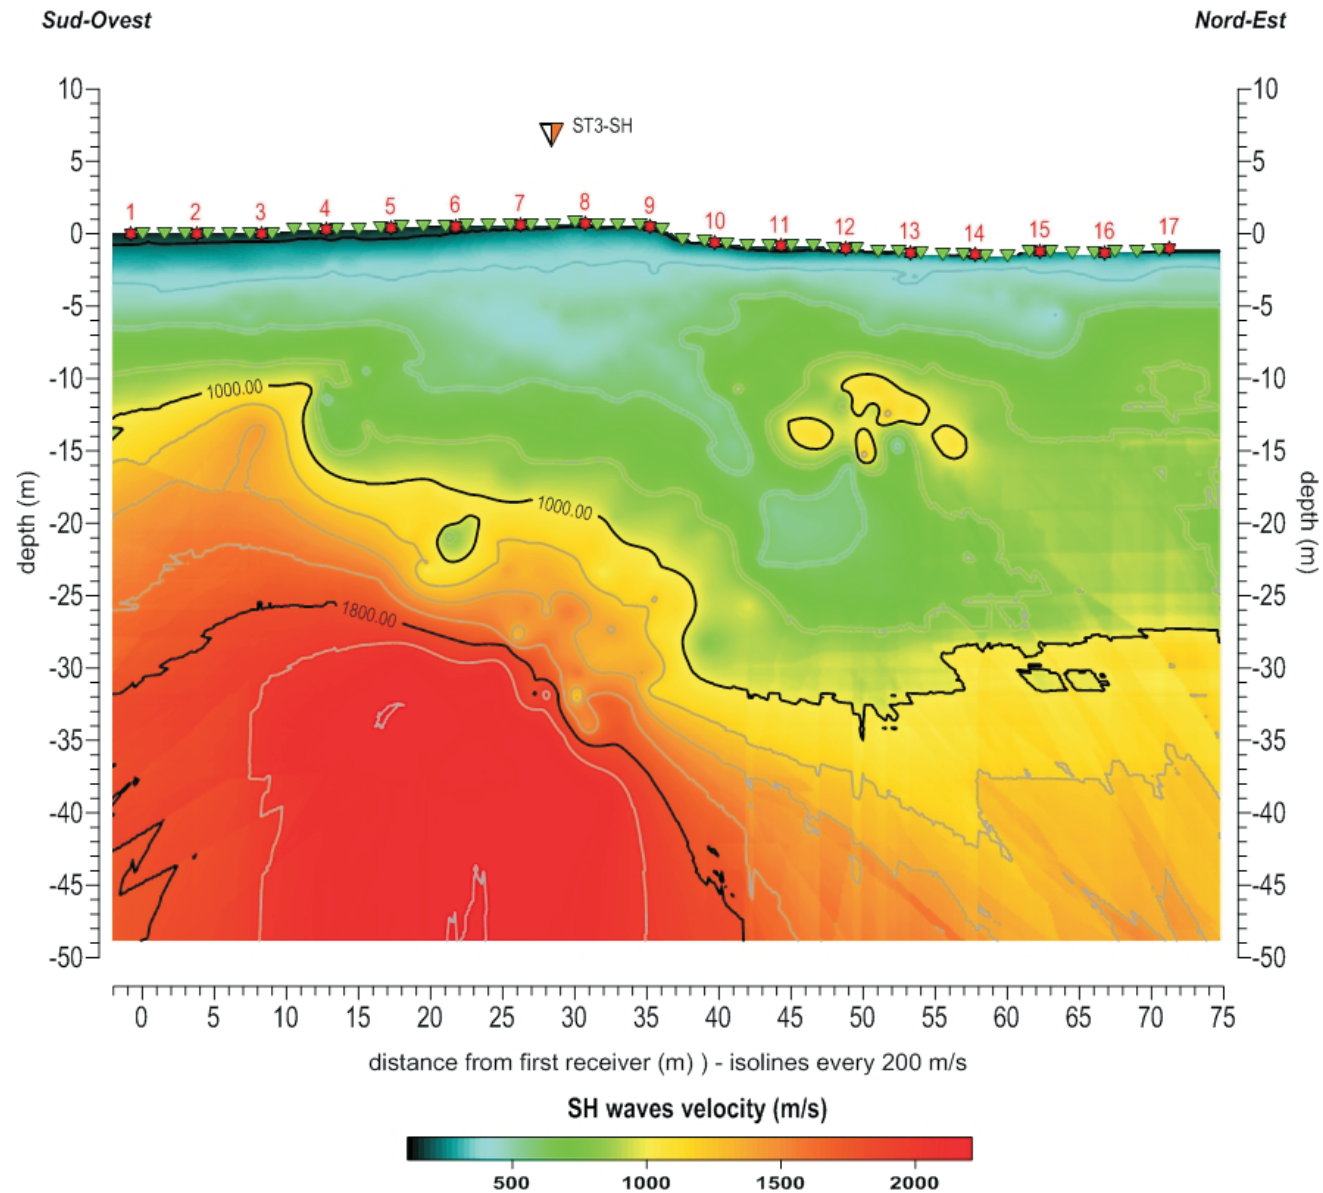 Sud-Ovest
Nord-Est
ST3-SH
10
5
0
-5
-10
-15
-20
-25
-30
-35
-40
-45
-50
depth (m)
1 2 3 4 5 6 7 8 9 10 11 12 13 14 15 16 17
1000.00
1000.00
1800.00
10
5
0
-5
-10
-15
-20
-25
-30
-35
-40
-45
-50
depth (m)
0 5 10 15 20 25 30 35 40 45 50 55 60 65 70 75
distance from first receiver (m) ) - isolines every 200 m/s
SH waves velocity (m/s)
500 1000 1500 2000